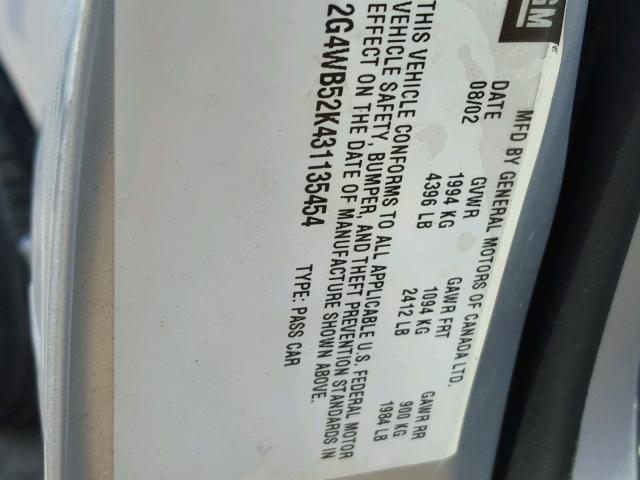 GM
MFD BY GENERAL MOTORS OF CANADA LTD.
DATE GVWR GAWR FRT GAWR RR
08/02 1994 KG 1094 KG 900 KG
4396 LB 2412 LB 1984 LB
THIS VEHICLE CONFORMS TO ALL APPLICABLE U.S. FEDERAL MOTOR
VEHICLE SAFETY, BUMPER, AND THEFT PREVENTION STANDARDS IN
EFFECT ON THE DATE OF MANUFACTURE SHOWN ABOVE.
2G4WB52K431135454 TYPE: PASS CAR